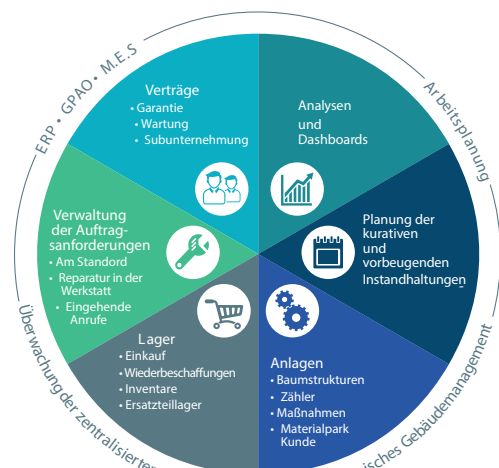 ERP • GPAO • M.E.S
Arbeitsplanung
Verträge
• Garantie
• Wartung
• Subunternehmung
Analysen
und
Dashboards
Verwaltung
der Auftrag-
sanforderungen
• Am Standord
• Reparatur in der
Werkstatt
• Eingehende
Anrufe
Planung der
kurativen
und
vorbeugenden
Instandhaltungen
Lager
• Einkauf
• Wiederbeschaffungen
• Inventare
• Ersatzteillager
Anlagen
• Baumstrukturen
• Zähler
• Maßnahmen
• Materialpark
Kunde
Überwachung der zentralisierten
Gebäudemanagement